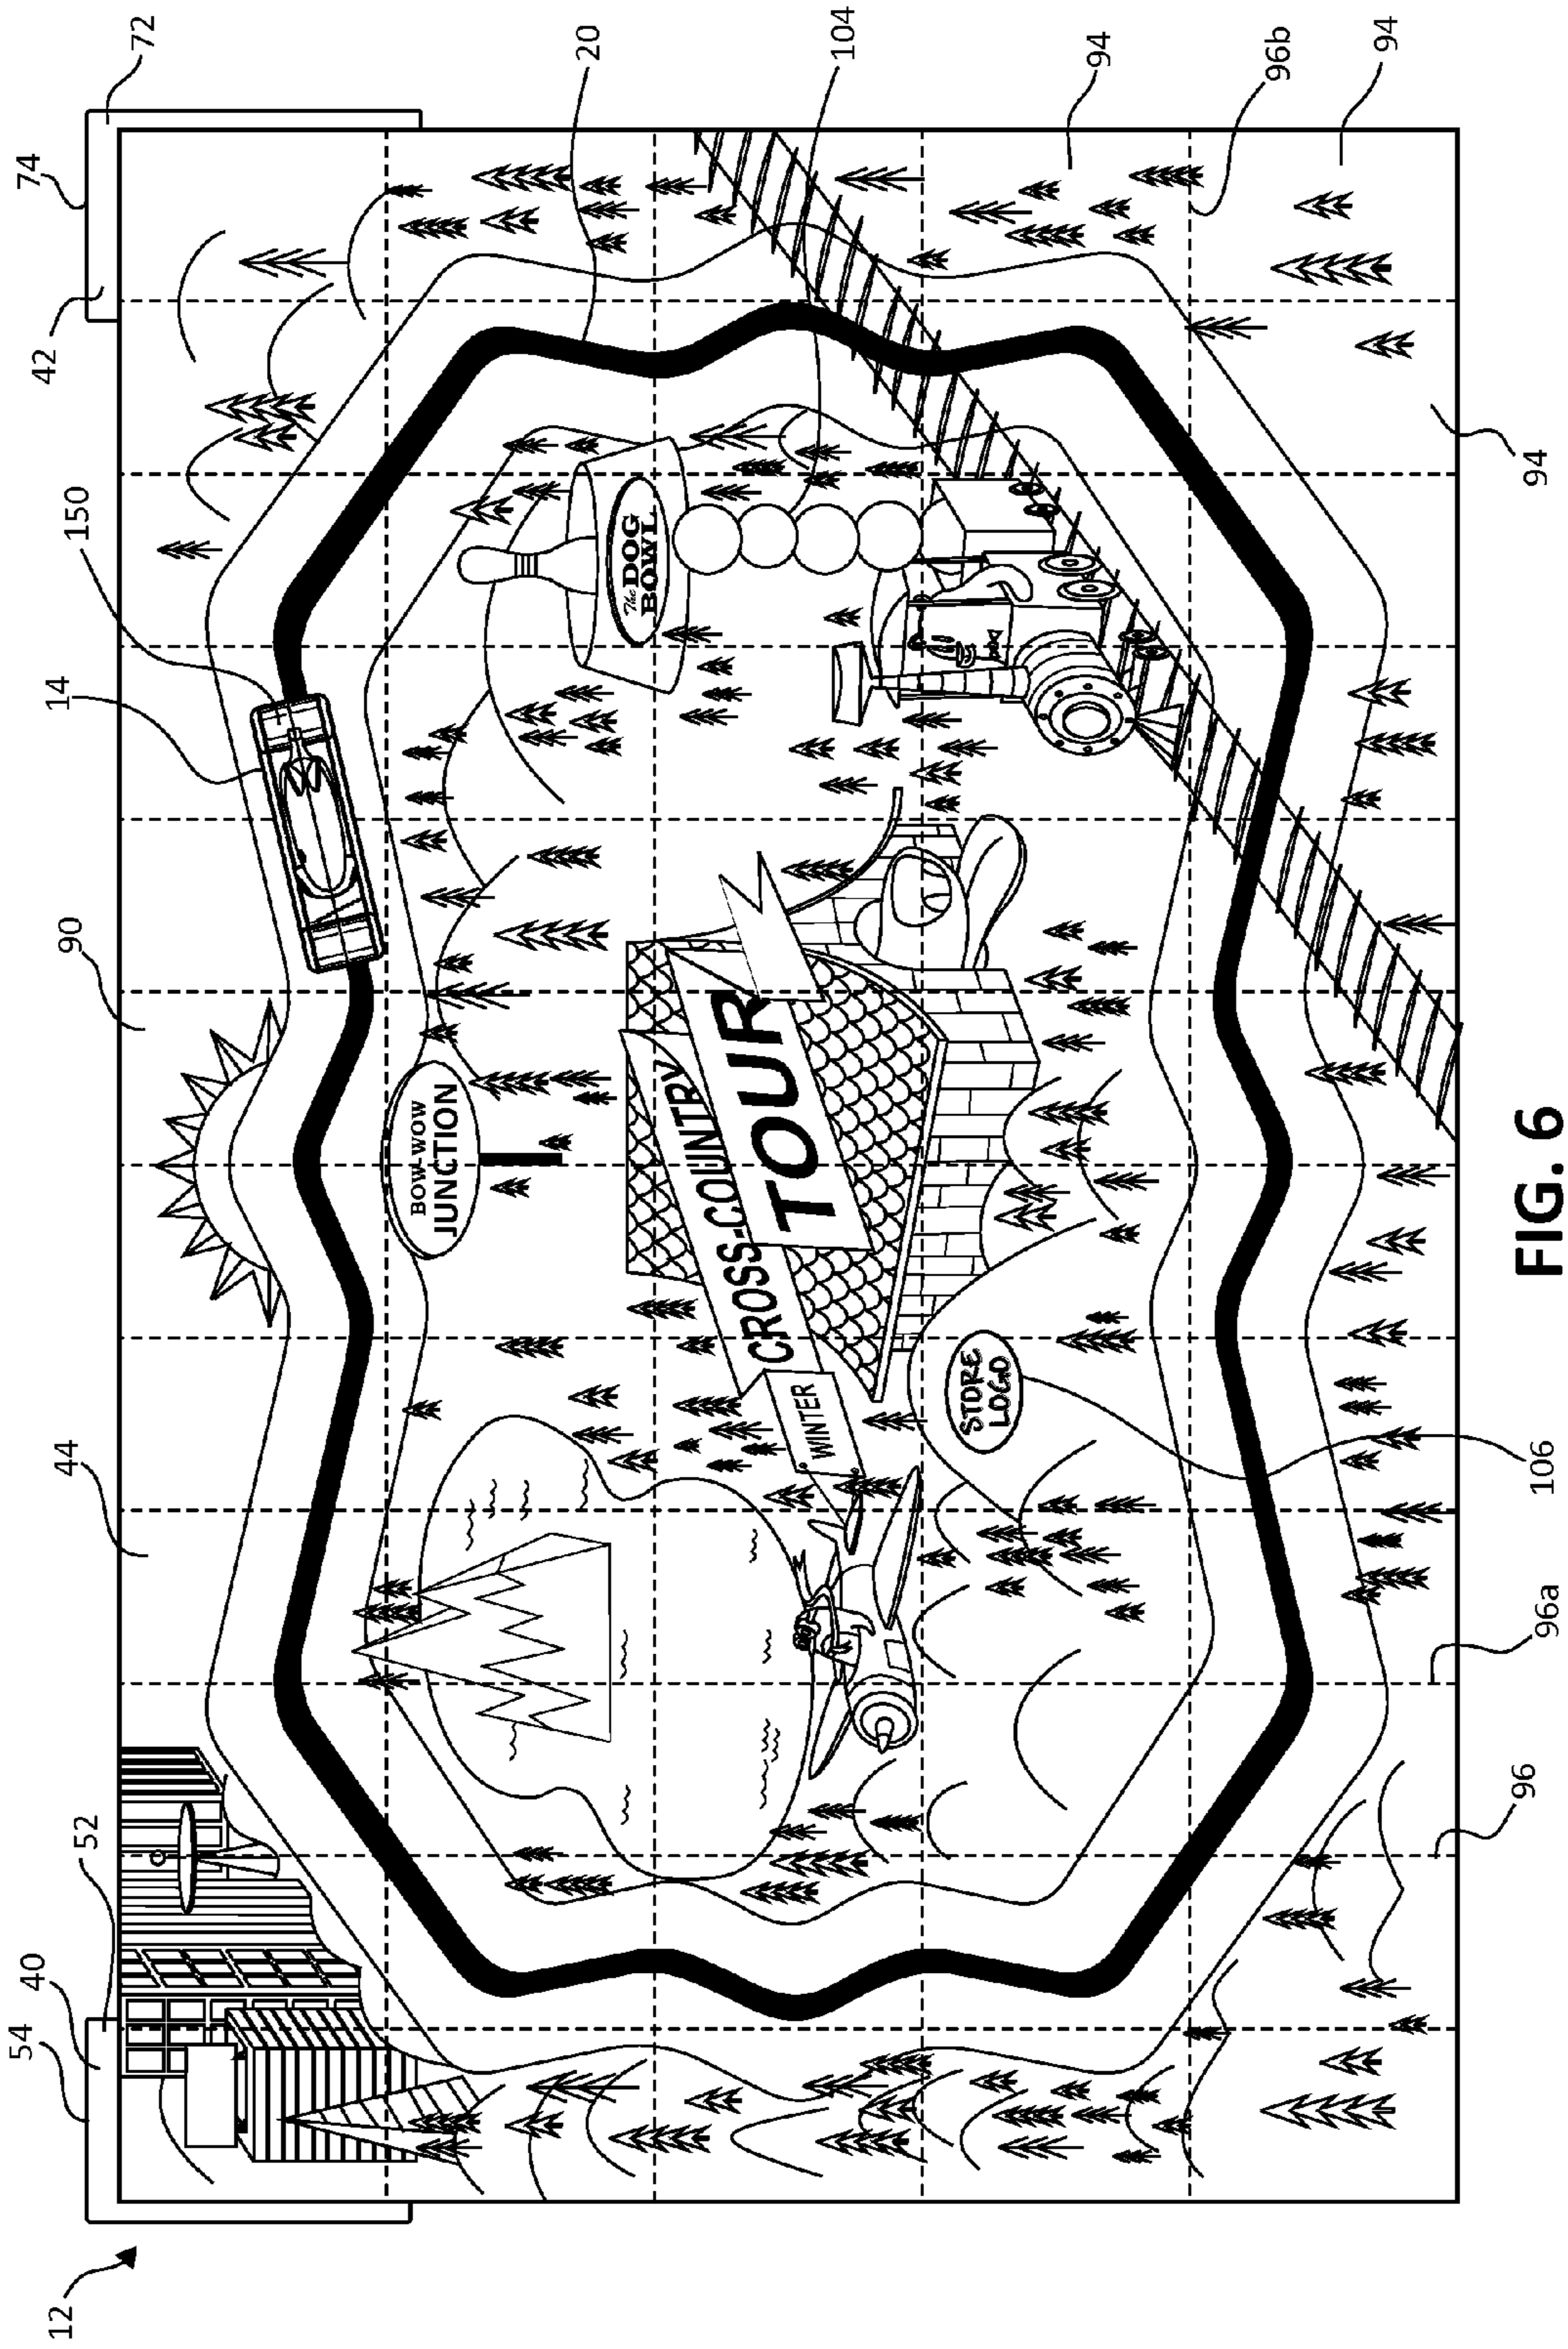 12
54
40
52
44
90
14
150
42
74
72
20
104
94
96b
94
BOW-WOW
JUNCTION
The DOG
BOWL
WINTER
CROSS-COUNTRY
TOUR
STORE
LOGO
96
96a
106
94
FIG. 6